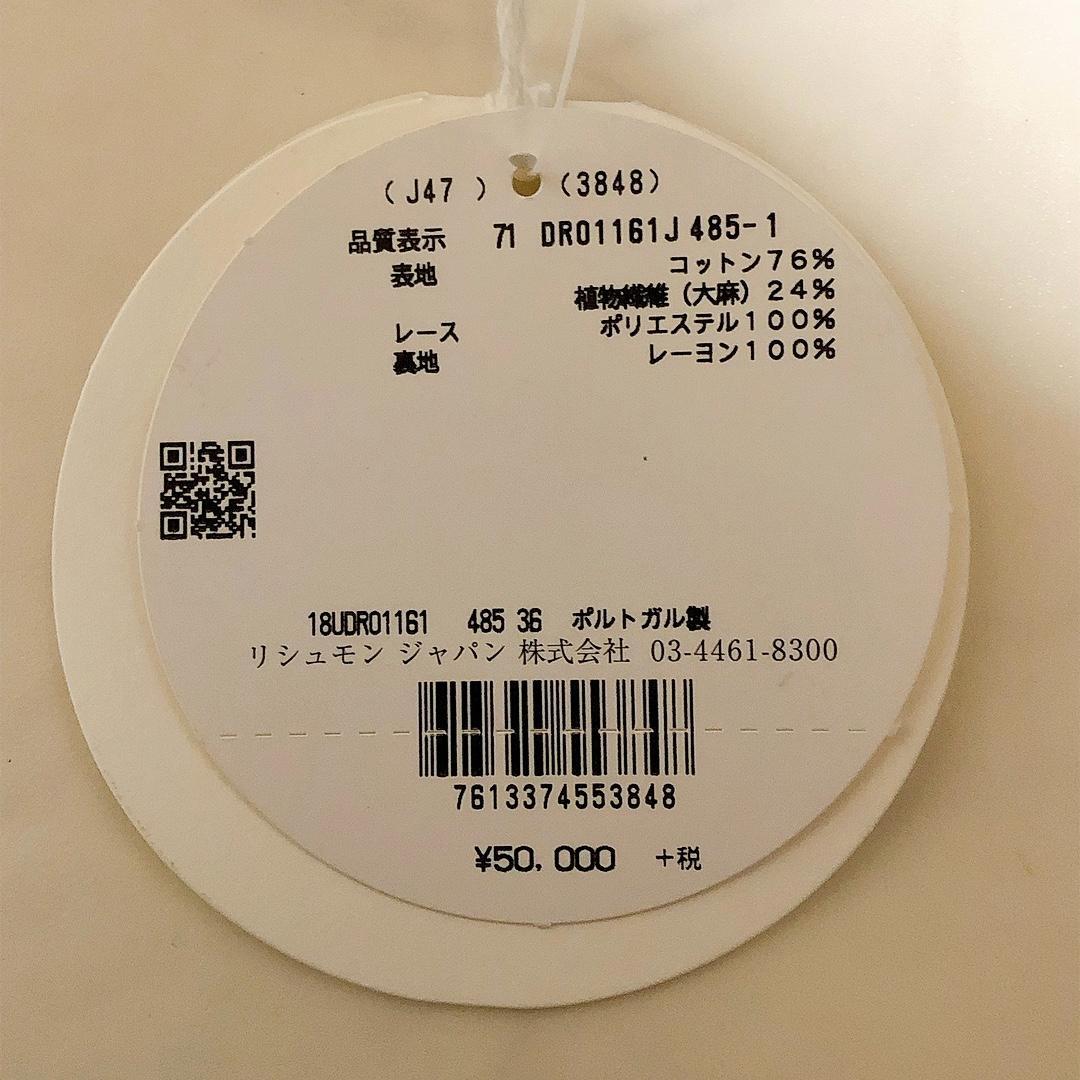 （J47 ）（3848）
品質表示 71 DR01161J 485-1
表地 コットン７６％
植物繊維（大麻）２４％
レース ポリエステル１００％
裏地 レーヨン１００％
18UDR01161 485 36 ポルトガル製
リシュモン ジャパン 株式会社 03-4461-8300
7613374553848
¥50,000 ＋税